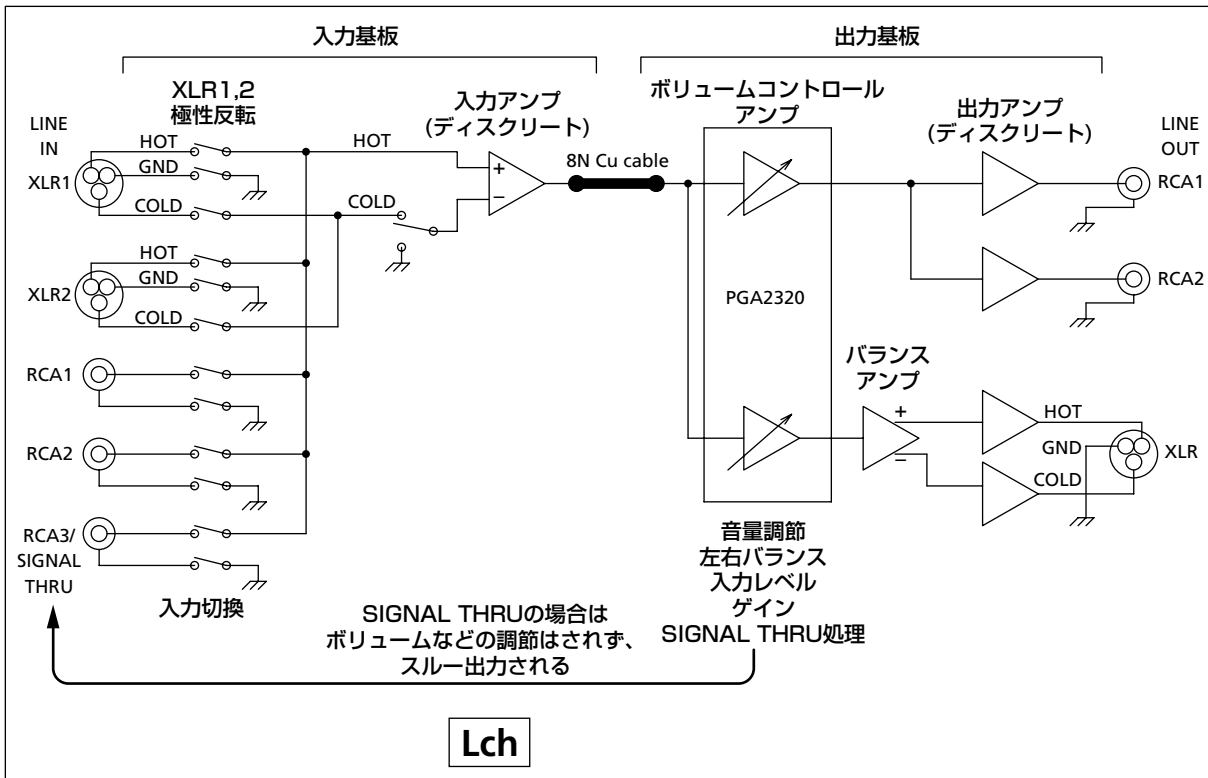 入力基板
出力基板
XLR1,2
極性反転
入力アンプ
(ディスクリート)
ボリュームコントロール
アンプ
出力アンプ
(ディスクリート)
LINE
IN
LINE
OUT
XLR1
HOT
GND
COLD
HOT
COLD
+
−
8N Cu cable
RCA1
XLR2
HOT
GND
COLD
PGA2320
RCA2
RCA1
RCA2
RCA3/
SIGNAL
THRU
バランス
アンプ
+
−
HOT
GND
COLD
XLR
入力切換
音量調節
左右バランス
入力レベル
ゲイン
SIGNAL THRU処理
SIGNAL THRUの場合は
ボリュームなどの調節はされず、
スルー出力される
Lch